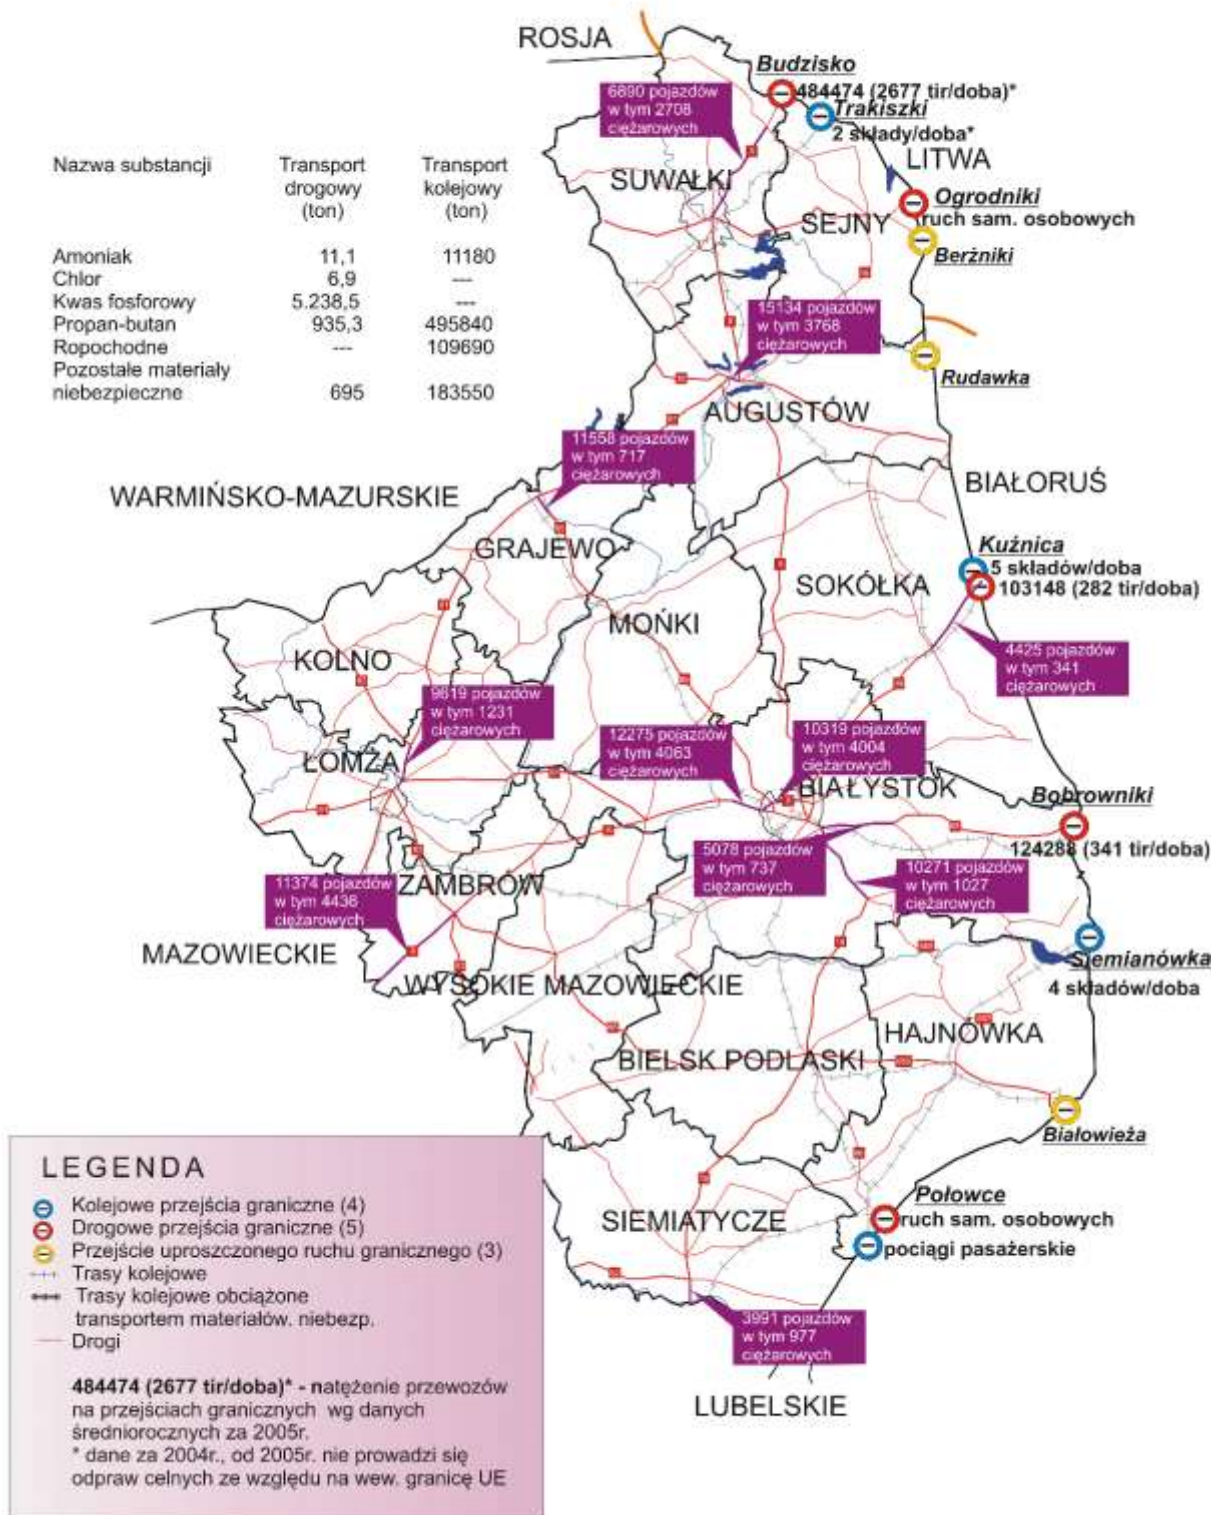 ROSJA
Budzisko
484474 (2677 tir/doba)*
Trakiszki
2 składy/doba*
6890 pojazdów
w tym 2708
ciężarowych
LITWA
SUWAŁKI
SEJNY
Ogrodniki
ruch sam. osobowych
Berżniki
Nazwa substancji Transport drogowy (ton) Transport kolejowy (ton)
Amoniak 11,1 11180
Chlor 6,9 ---
Kwas fosforowy 5.238,5 ---
Propan-butan 935,3 495840
Ropochodne --- 109690
Pozostałe materiały
niebezpieczne 695 183550
15134 pojazdów
w tym 3768
ciężarowych
Rudawka
AUGUSTÓW
11558 pojazdów
w tym 717
ciężarowych
WARMIŃSKO-MAZURSKIE
BIAŁORUŚ
GRAJEWO
Kuźnica
5 składów/doba
103148 (282 tir/doba)
SOKÓŁKA
MOŃKI
KOLNO
4425 pojazdów
w tym 341
ciężarowych
9619 pojazdów
w tym 1231
ciężarowych
12275 pojazdów
w tym 4063
ciężarowych
10319 pojazdów
w tym 4004
ciężarowych
ŁOMŻA
BIAŁYSTOK
Bobrowniki
124288 (341 tir/doba)
5078 pojazdów
w tym 737
ciężarowych
10271 pojazdów
w tym 1027
ciężarowych
11374 pojazdów
w tym 4436
ciężarowych
ZAMBRÓW
MAZOWIECKIE
WYSOKIE MAZOWIECKIE
Siemianówka
4 składów/doba
HAJNÓWKA
BIELSK PODLASKI
Białowieża
Połowce
ruch sam. osobowych
pociągi pasażerskie
SIEMIATYCZE
3991 pojazdów
w tym 977
ciężarowych
LUBELSKIE
LEGENDA
Kolejowe przejścia graniczne (4)
Drogowe przejścia graniczne (5)
Przejście uproszczonego ruchu granicznego (3)
Trasy kolejowe
Trasy kolejowe obciążone
transportem materiałów. niebezp.
Drogi
484474 (2677 tir/doba)* - natężenie przewozów
na przejściach granicznych wg danych
średniorocznych za 2005r.
* dane za 2004r., od 2005r. nie prowadzi się
odpraw celnych ze względu na wew. granicę UE